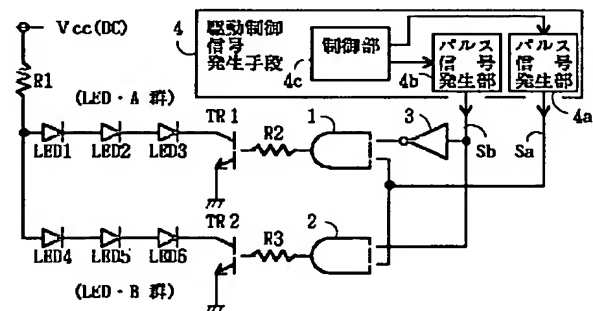 Vcc(DC)
R1
4
駆動制御
信号
発生手段
制御部
4c
パルス
信号
発生部
4b
パルス
信号
発生部
4a
(LED・A 群)
LED1
LED2
LED3
TR1
R2
1
3
Sb
Sa
LED4
LED5
LED6
TR2
R3
2
(LED・B 群)